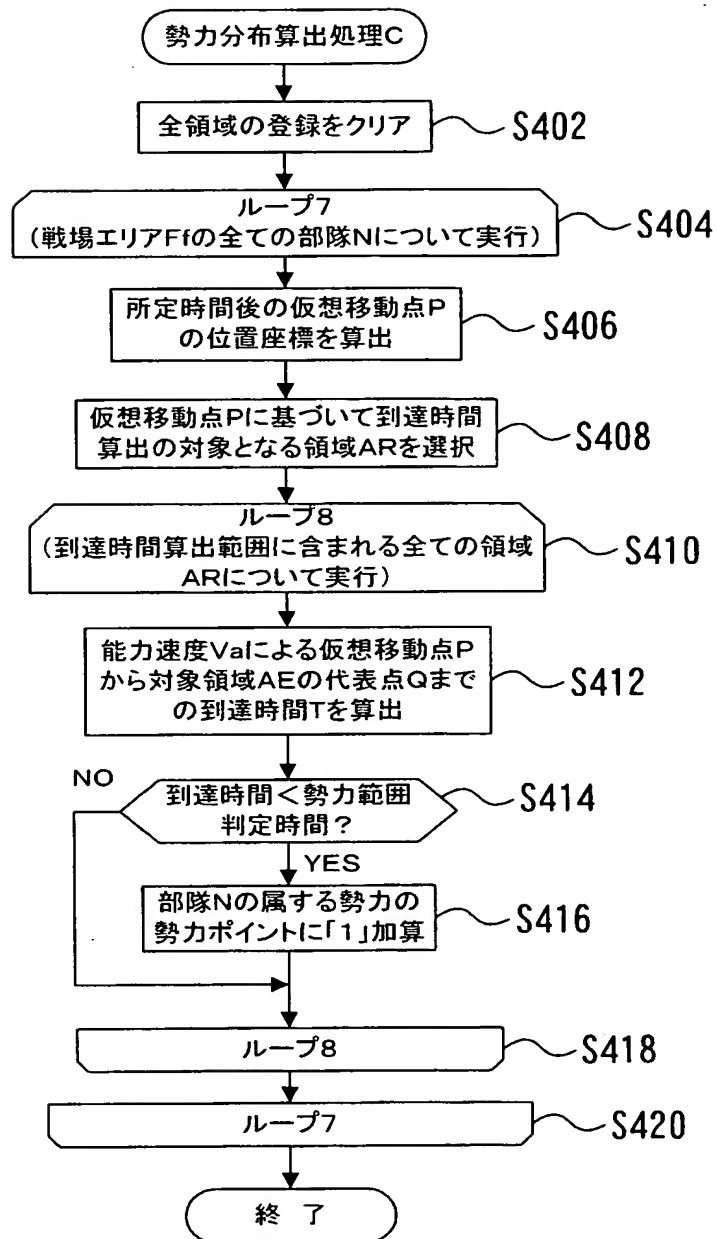 勢力分布算出処理C
全領域の登録をクリア
S402
ループ7
(戦場エリアFfの全ての部隊Nについて実行)
S404
所定時間後の仮想移動点P
の位置座標を算出
S406
仮想移動点Pに基づいて到達時間
算出の対象となる領域ARを選択
S408
ループ8
(到達時間算出範囲に含まれる全ての領域
ARについて実行)
S410
能力速度Vaによる仮想移動点P
から対象領域AEの代表点Qまで
の到達時間Tを算出
S412
NO
到達時間<勢力範囲
判定時間?
S414
YES
部隊Nの属する勢力の
勢力ポイントに「1」加算
S416
ループ8
S418
ループ7
S420
終 了